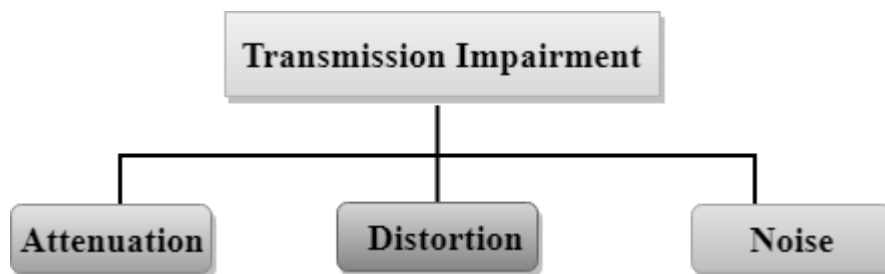 Transmission Impairment
Attenuation
Distortion
Noise